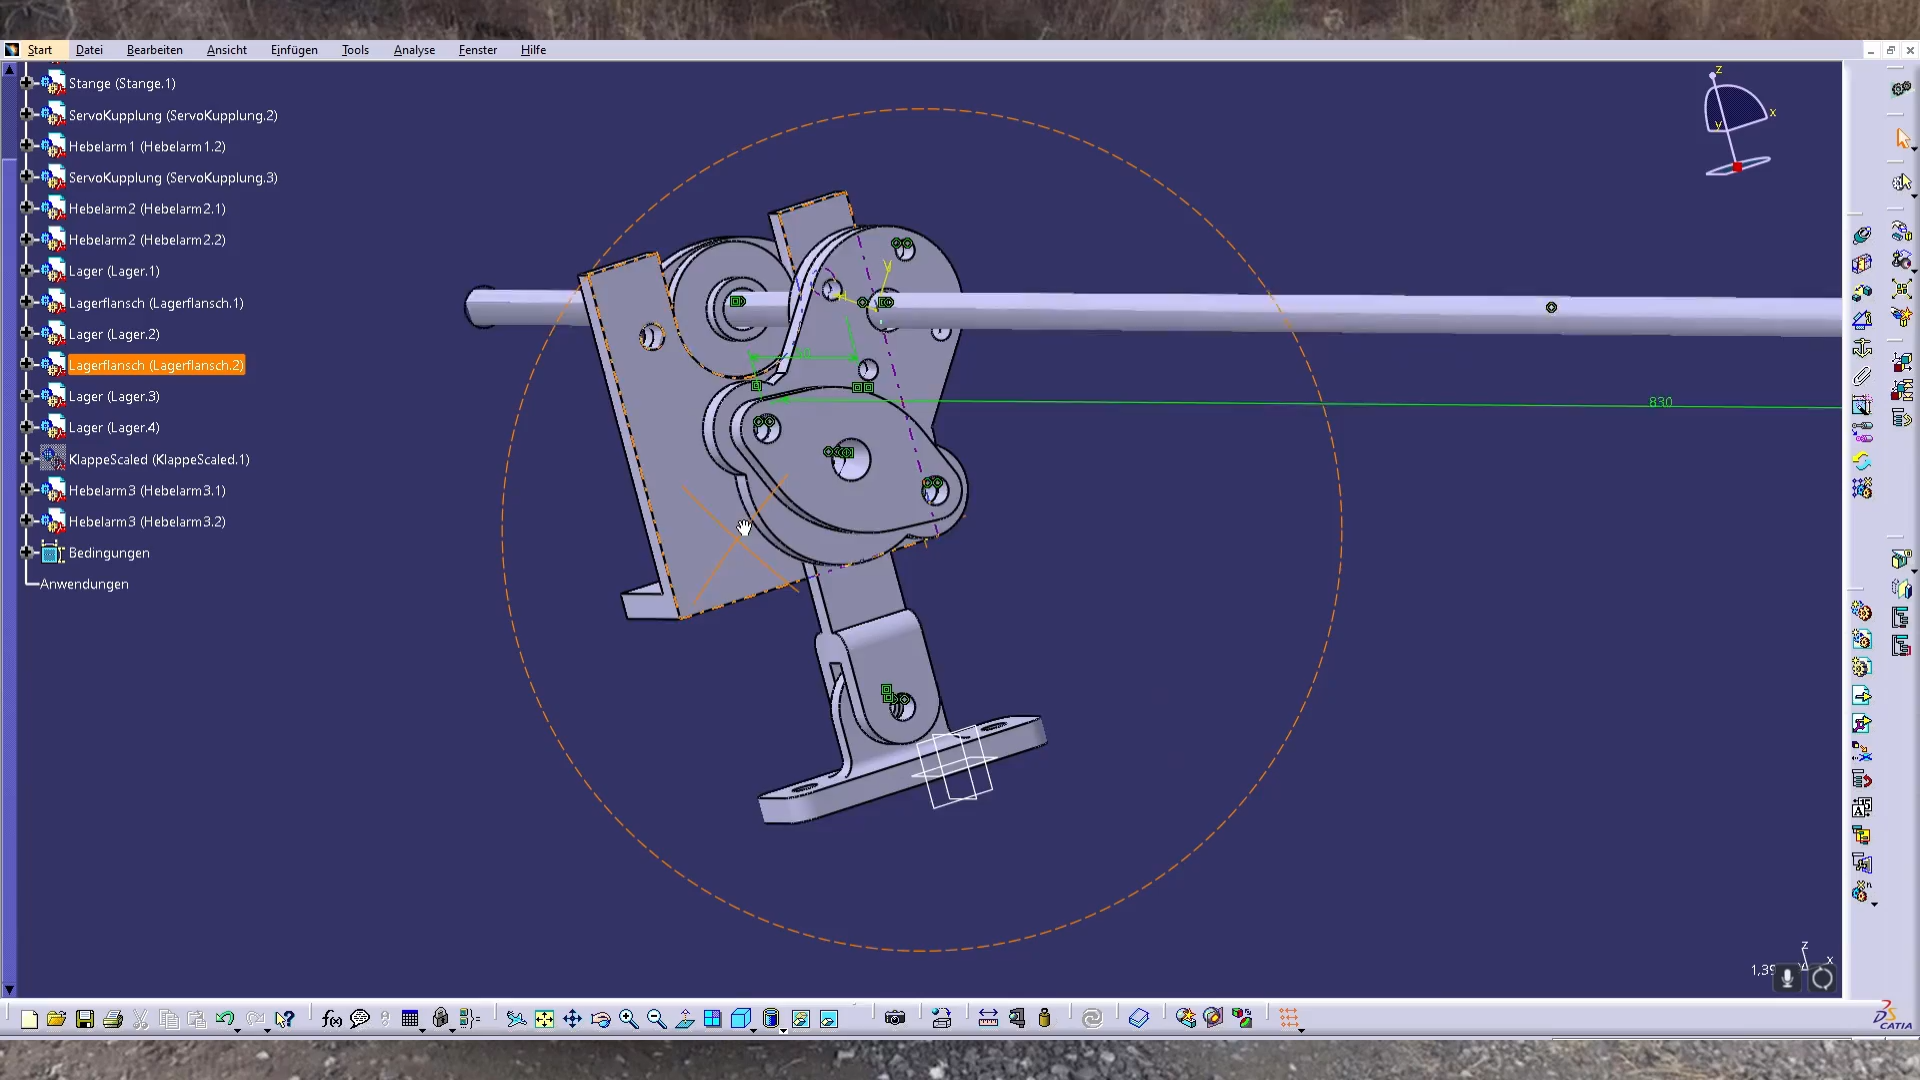 Start Datei Bearbeiten Ansicht Einfügen Tools Analyse Fenster Hilfe
Stange (Stange.1)
ServoKupplung (ServoKupplung.2)
Hebelarm1 (Hebelarm1.2)
ServoKupplung (ServoKupplung.3)
Hebelarm2 (Hebelarm2.1)
Hebelarm2 (Hebelarm2.2)
Lager (Lager.1)
Lagerflansch (Lagerflansch.1)
Lager (Lager.2)
Lagerflansch (Lagerflansch.2)
Lager (Lager.3)
Lager (Lager.4)
KlappeScaled (KlappeScaled.1)
Hebelarm3 (Hebelarm3.1)
Hebelarm3 (Hebelarm3.2)
Bedingungen
Anwendungen
z
x
y
y
830
z
x
1,39
f(x)
CATIA